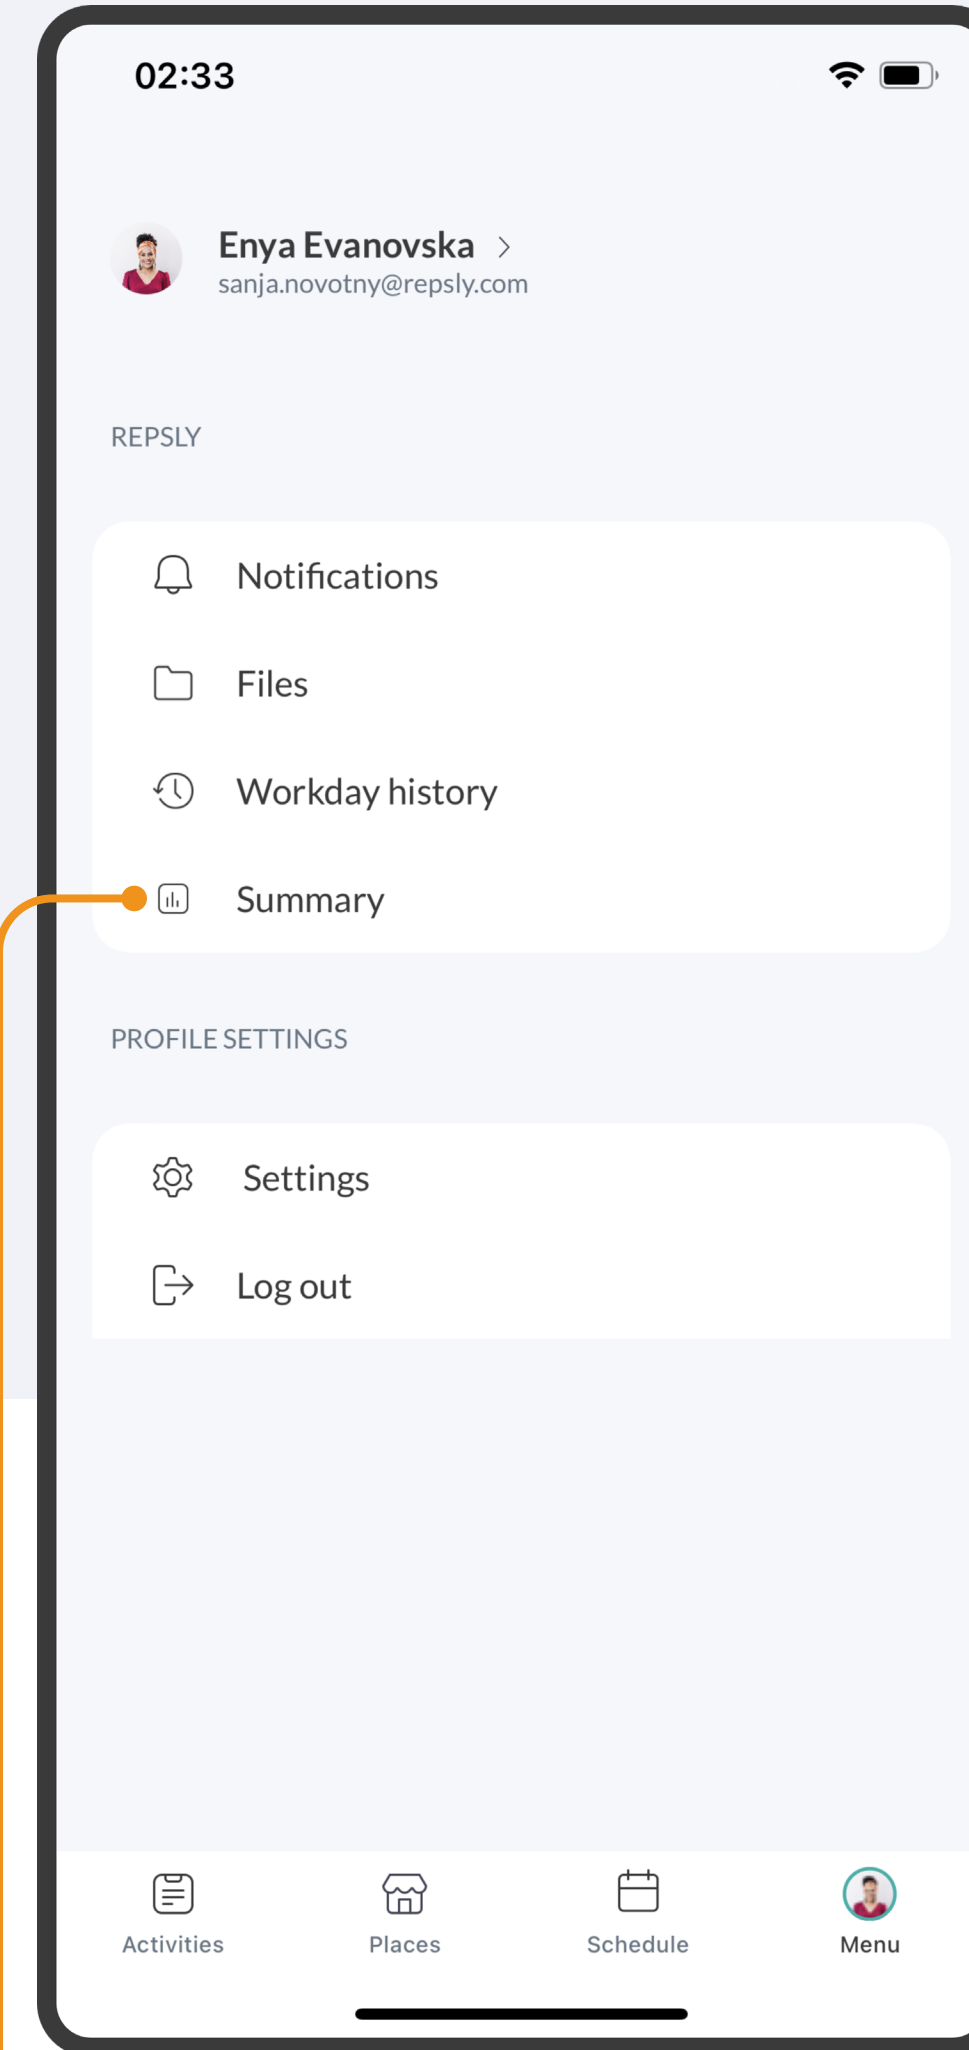 02:33
Enya Evanovska
sanja.novotny@repsly.com
REPSLY
Notifications
Files
Workday history
Summary
PROFILE SETTINGS
Settings
Log out
Activities
Places
Schedule
Menu